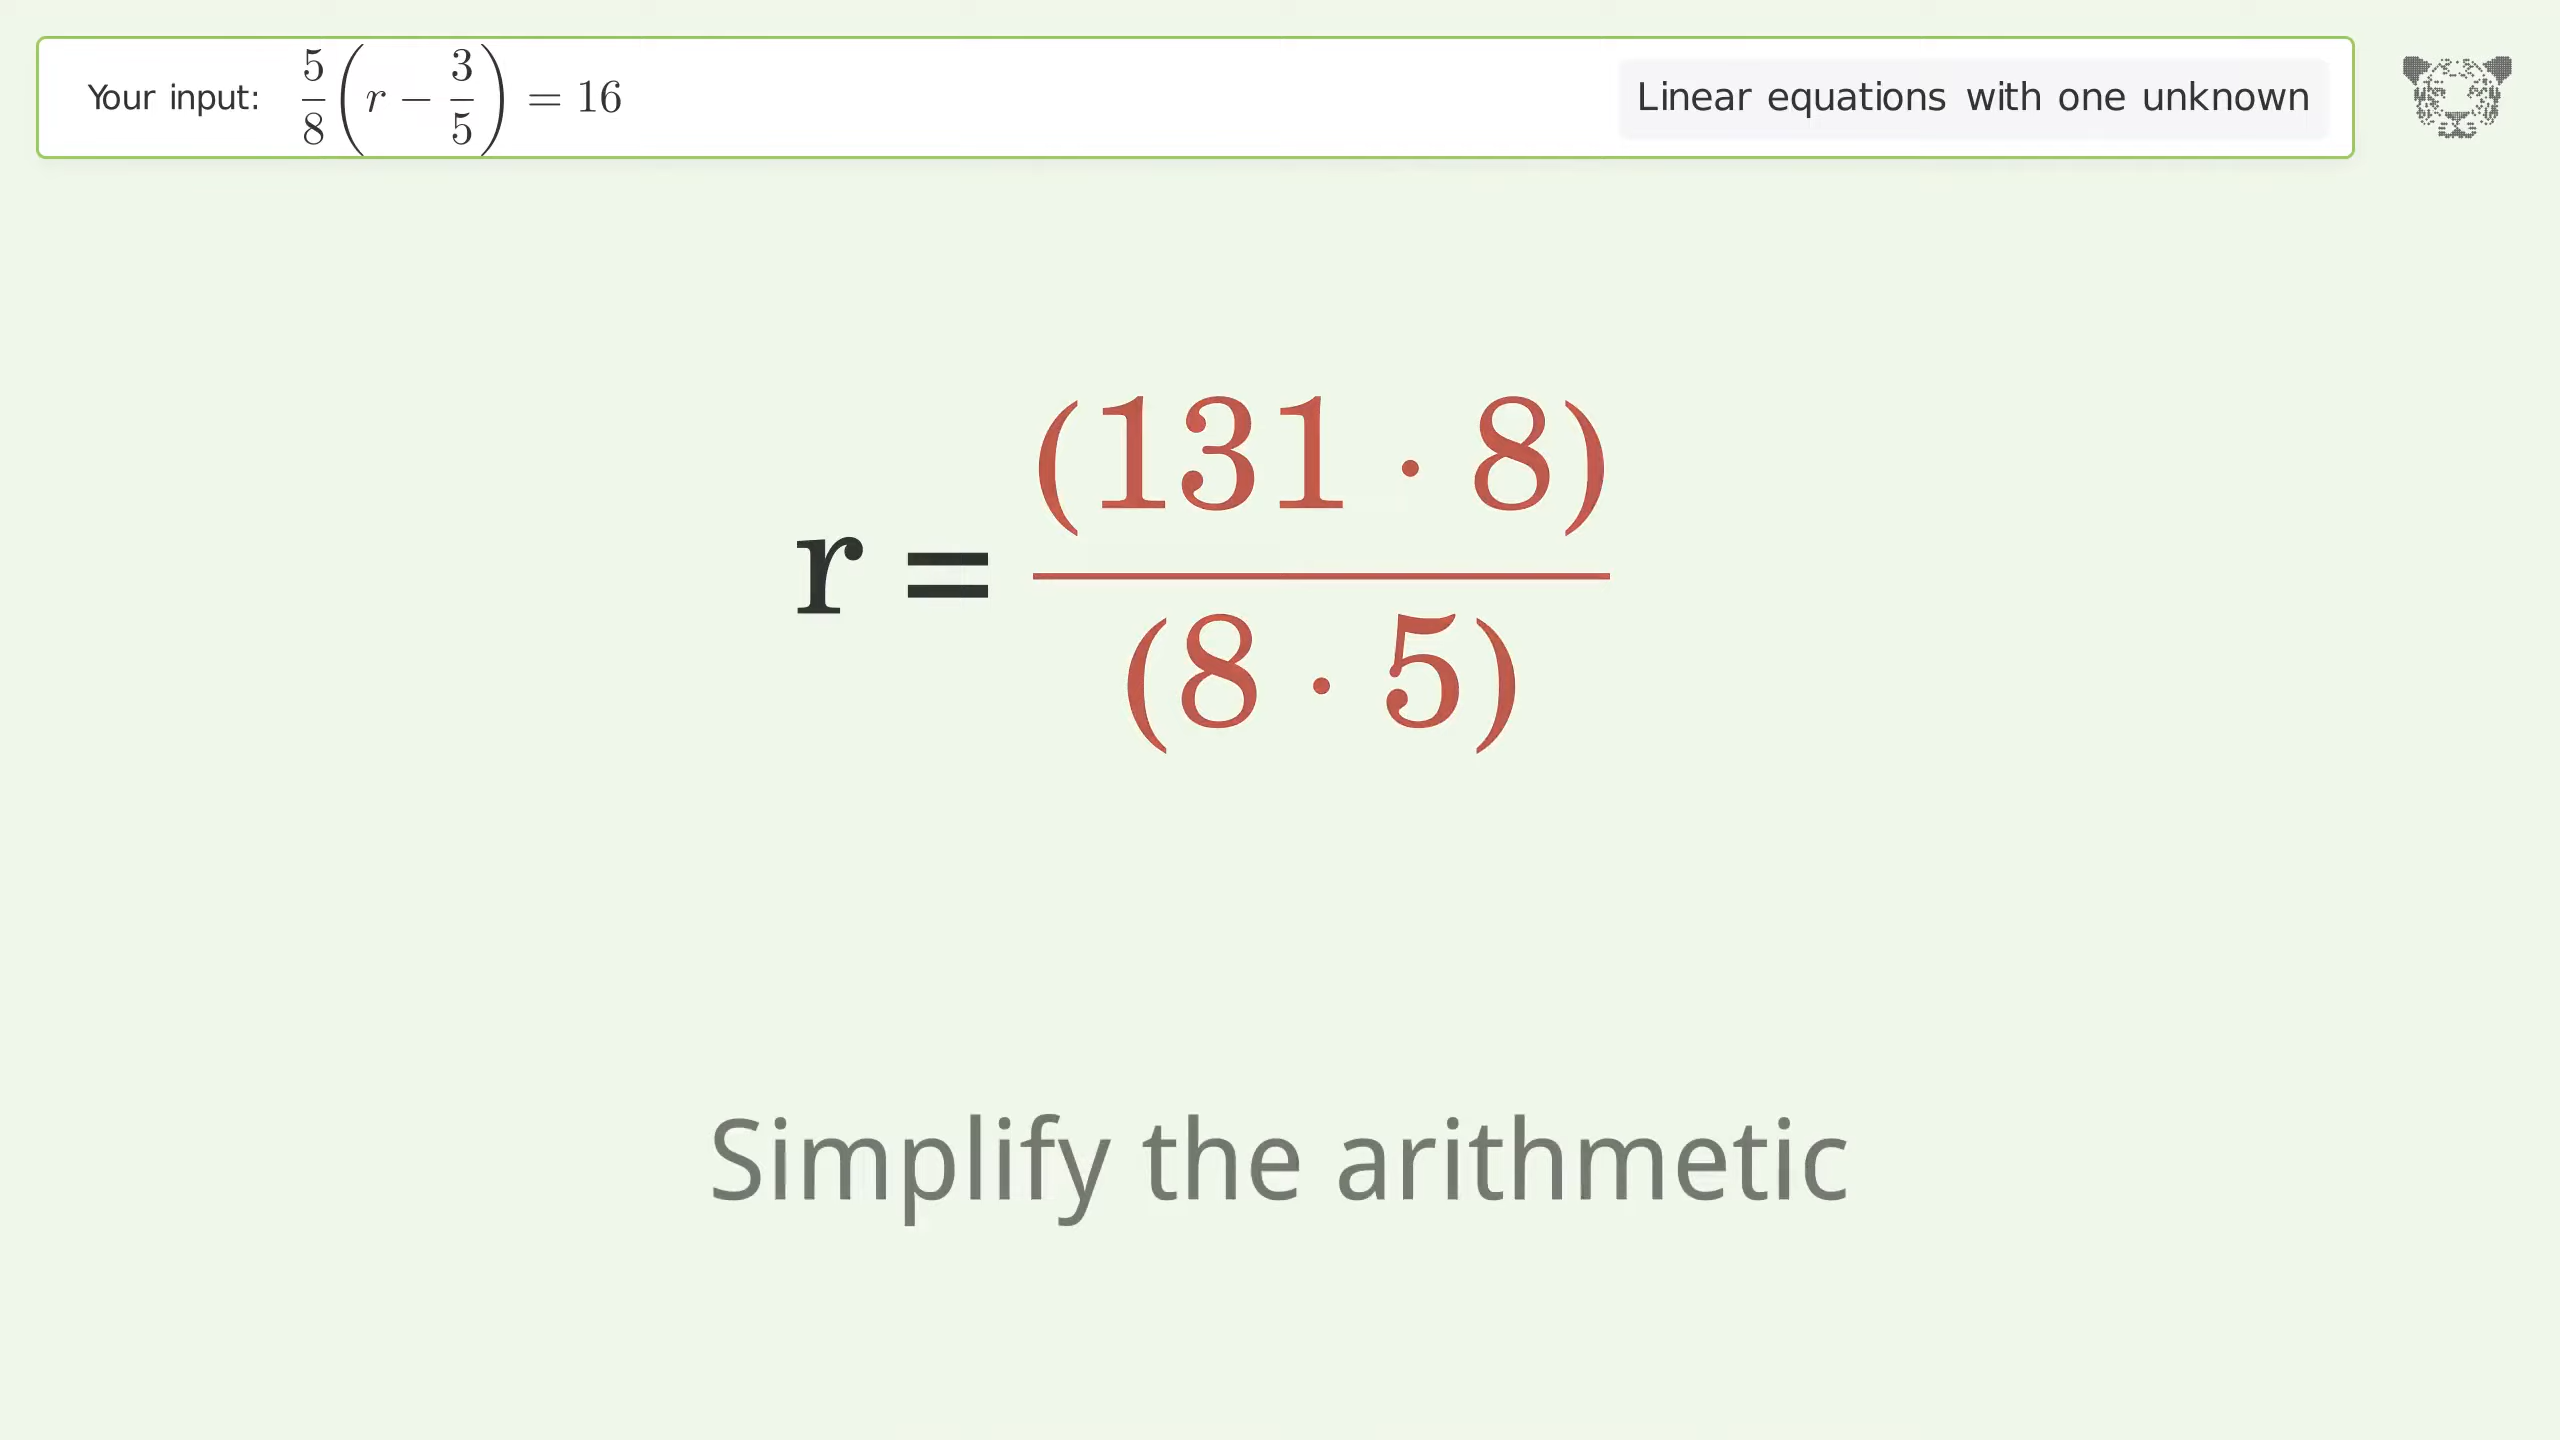 Your input: 5/8(r − 3/5) = 16
Linear equations with one unknown
r = (131 · 8)/(8 · 5)
Simplify the arithmetic